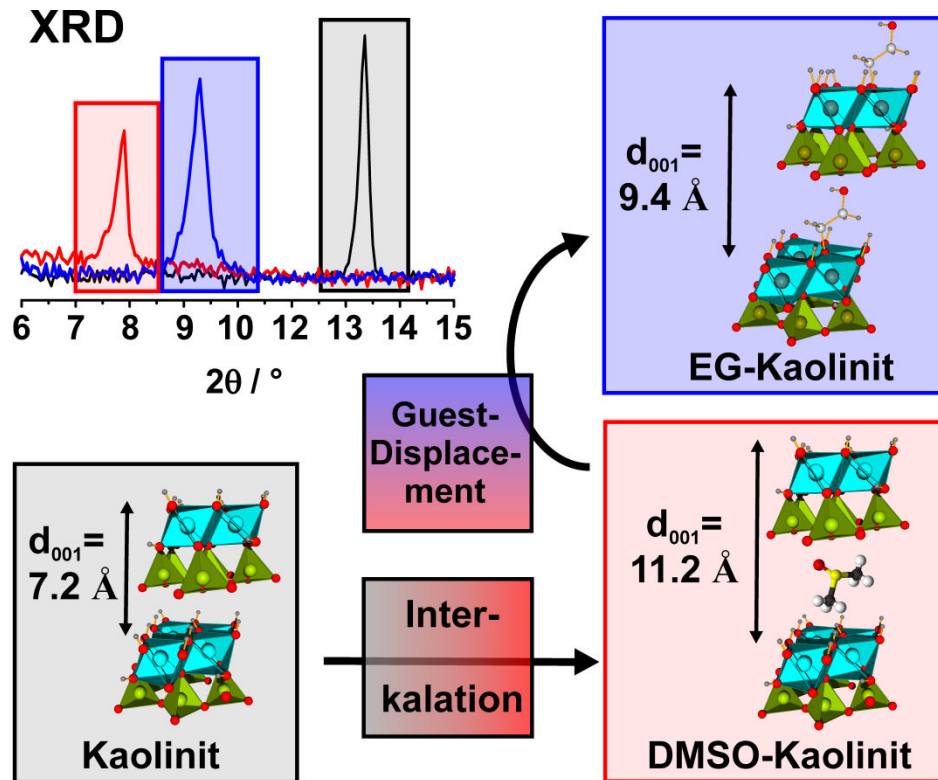 XRD
6 7 8 9 10 12 13 14 15
2θ / °
d001=
9.4 Å
EG-Kaolinit
Guest-
Displace-
ment
d001=
7.2 Å
Kaolinit
Inter-
kalation
d001=
11.2 Å
DMSO-Kaolinit